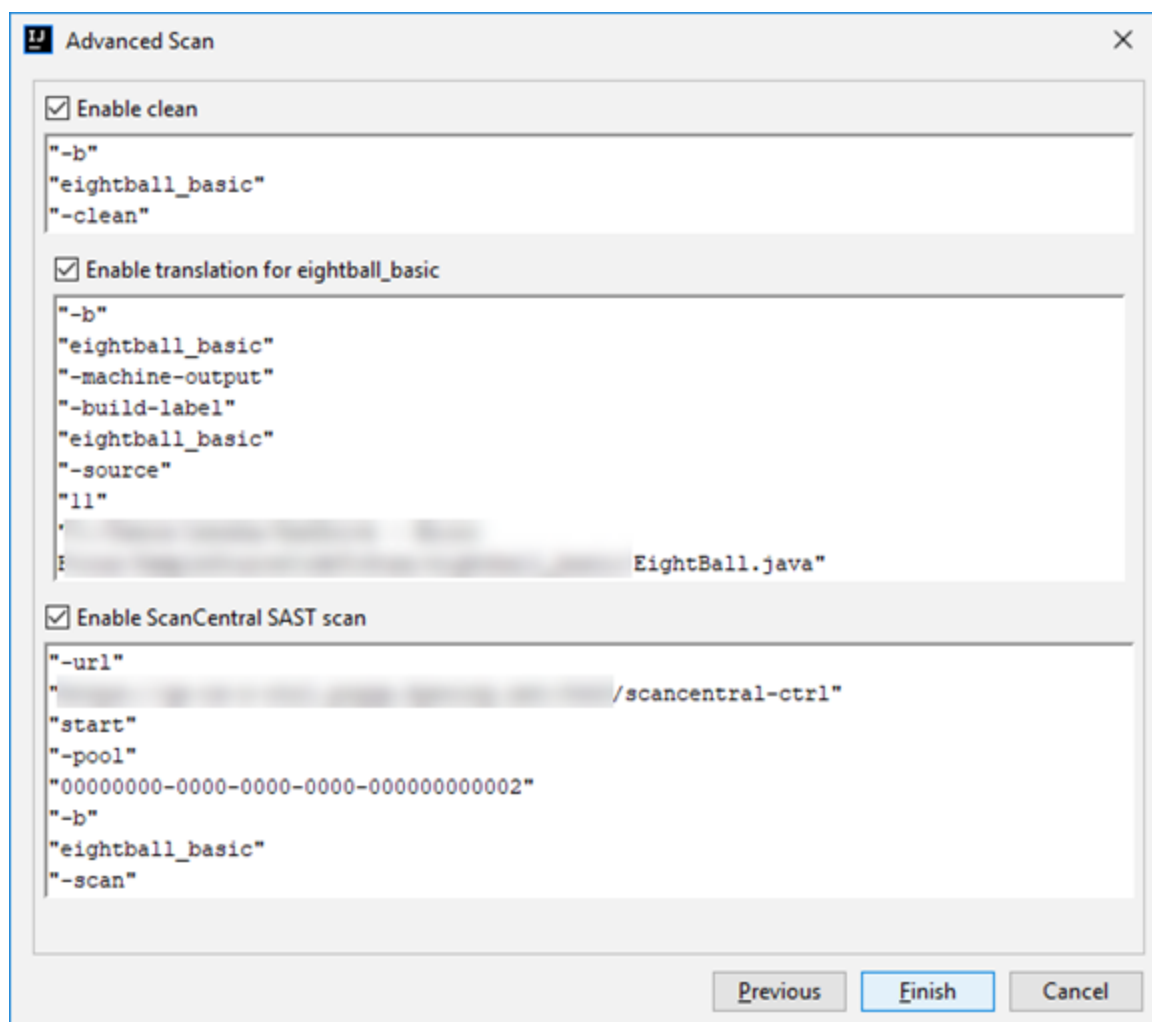 Advanced Scan
Enable clean
"-b"
"eightball_basic"
"-clean"
Enable translation for eightball_basic
"-b"
"eightball_basic"
"-machine-output"
"-build-label"
"eightball_basic"
"-source"
"11"
"
EightBall.java"
Enable ScanCentral SAST scan
"-url"
" /scancentral-ctrl"
"start"
"-pool"
"00000000-0000-0000-0000-000000000002"
"-b"
"eightball_basic"
"-scan"
Previous Finish Cancel